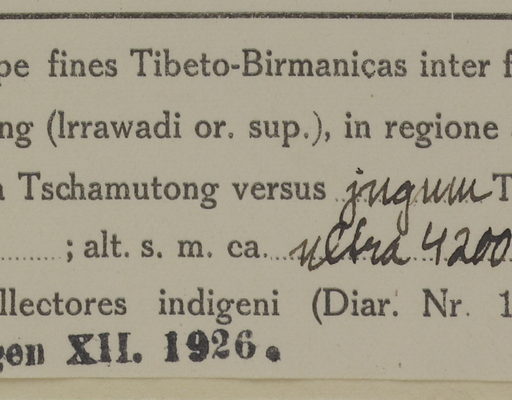 pe fines Tibeto-Birmanicas inter f
ng (Irrawadi or. sup.), in regione
a Tschamutong versus jugum T
; alt. s. m. ca. ultra 4200
llectores indigeni (Diar. Nr. 1
gen XII. 1926.